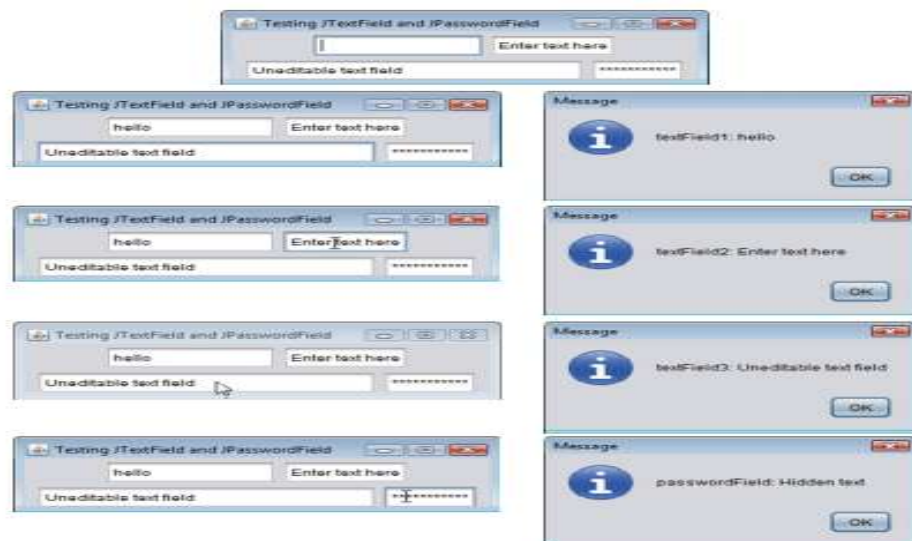 Testing JTextField and JPasswordField
Enter text here
Uneditable text field ***********
Testing JTextField and JPasswordField
hello Enter text here
Uneditable text field ***********
Message
textField1: hello
OK
Testing JTextField and JPasswordField
hello Enter text here
Uneditable text field ***********
Message
textField2: Enter text here
OK
Testing JTextField and JPasswordField
hello Enter text here
Uneditable text field ***********
Message
textField3: Uneditable text field
OK
Testing JTextField and JPasswordField
hello Enter text here
Uneditable text field ***********
Message
passwordField: Hidden text
OK